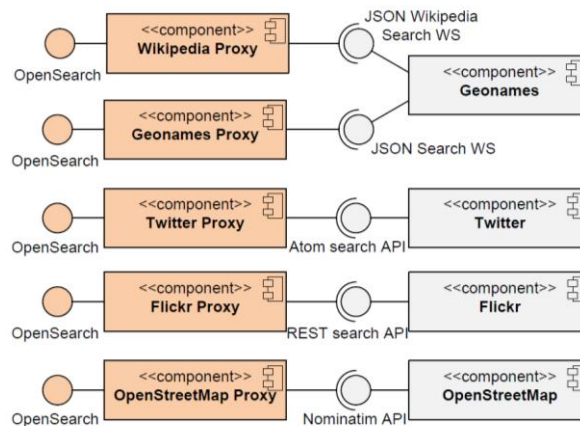 <<component>>
Wikipedia Proxy
OpenSearch
JSON Wikipedia
Search WS
<<component>>
Geonames
<<component>>
Geonames Proxy
OpenSearch
JSON Search WS
<<component>>
Twitter Proxy
OpenSearch
Atom search API
<<component>>
Twitter
<<component>>
Flickr Proxy
OpenSearch
REST search API
<<component>>
Flickr
<<component>>
OpenStreetMap Proxy
OpenSearch
Nominatim API
<<component>>
OpenStreetMap